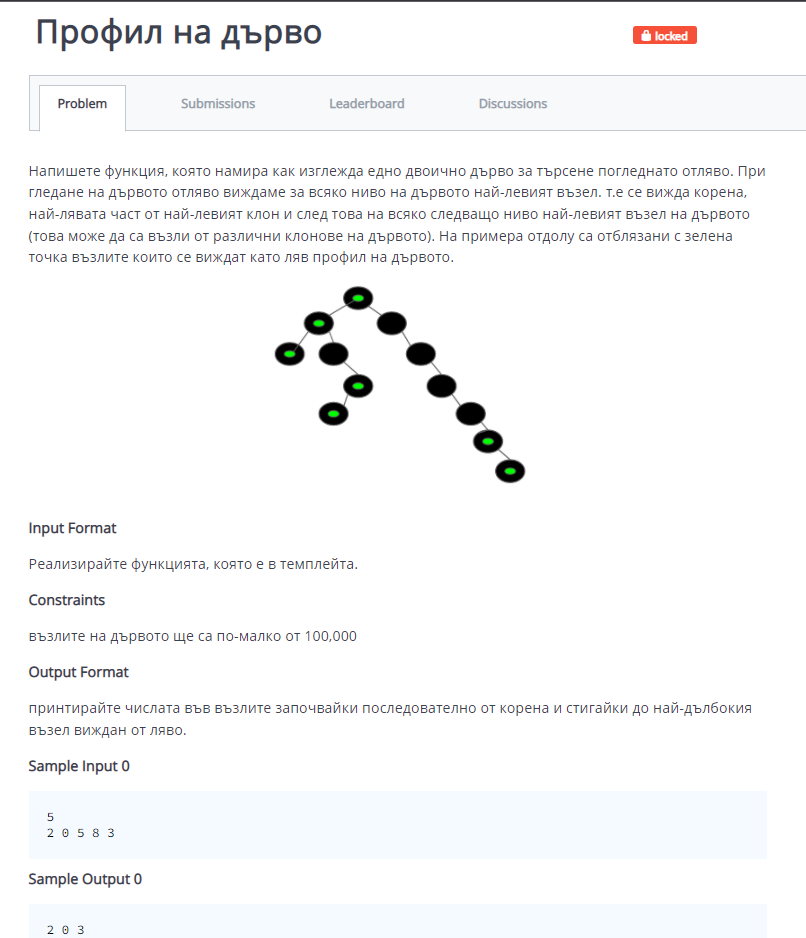 Профил на дърво
locked
Problem
Submissions
Leaderboard
Discussions
Напишете функция, която намира как изглежда едно двоично дърво за търсене погледнато отляво. При
гледане на дървото отляво виждаме за всяко ниво на дървото най-левият възел. т.е се вижда корена,
най-лявата част от най-левият клон и след това на всяко следващо ниво най-левият възел на дървото
(това може да са възли от различни клонове на дървото). На примера отдолу са отблязани с зелена
точка възлите които се виждат като ляв профил на дървото.
Input Format
Реализирайте функцията, която е в темплейта.
Constraints
възлите на дървото ще са по-малко от 100,000
Output Format
принтирайте числата във възлите започвайки последователно от корена и стигайки до най-дълбокия
възел виждан от ляво.
Sample Input 0
5
2 0 5 8 3
Sample Output 0
2 0 3